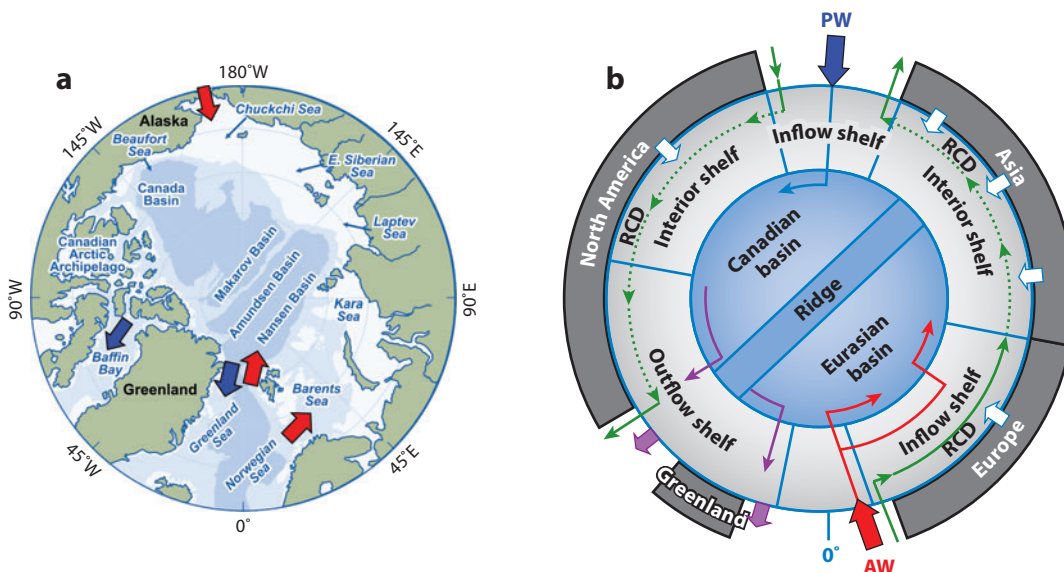 a
180°W
145°W
145°E
90°W
90°E
45°W
45°E
0°
Alaska
Chuckchi Sea
Beaufort
Sea
E. Siberian
Sea
Canada
Basin
Laptev
Sea
Canadian
Arctic
Archipelago
Makarov Basin
Amundsen Basin
Nansen Basin
Kara
Sea
Baffin
Bay
Greenland
Barents
Sea
Greenland
Sea
Norwegian
Sea
b
PW
North America
Asia
Europe
Greenland
Inflow shelf
Interior shelf
RCD
Interior shelf
RCD
Canadian
basin
Ridge
Eurasian
basin
Outflow shelf
Inflow shelf
RCD
0°
AW